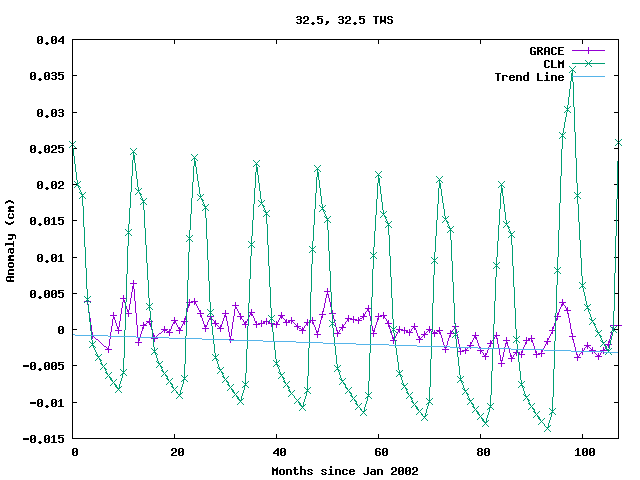 32.5, 32.5 TWS
GRACE
CLM
Trend Line
0.04
0.035
0.03
0.025
0.02
0.015
0.01
0.005
0
-0.005
-0.01
-0.015
Anomaly (cm)
0 20 40 60 80 100
Months since Jan 2002